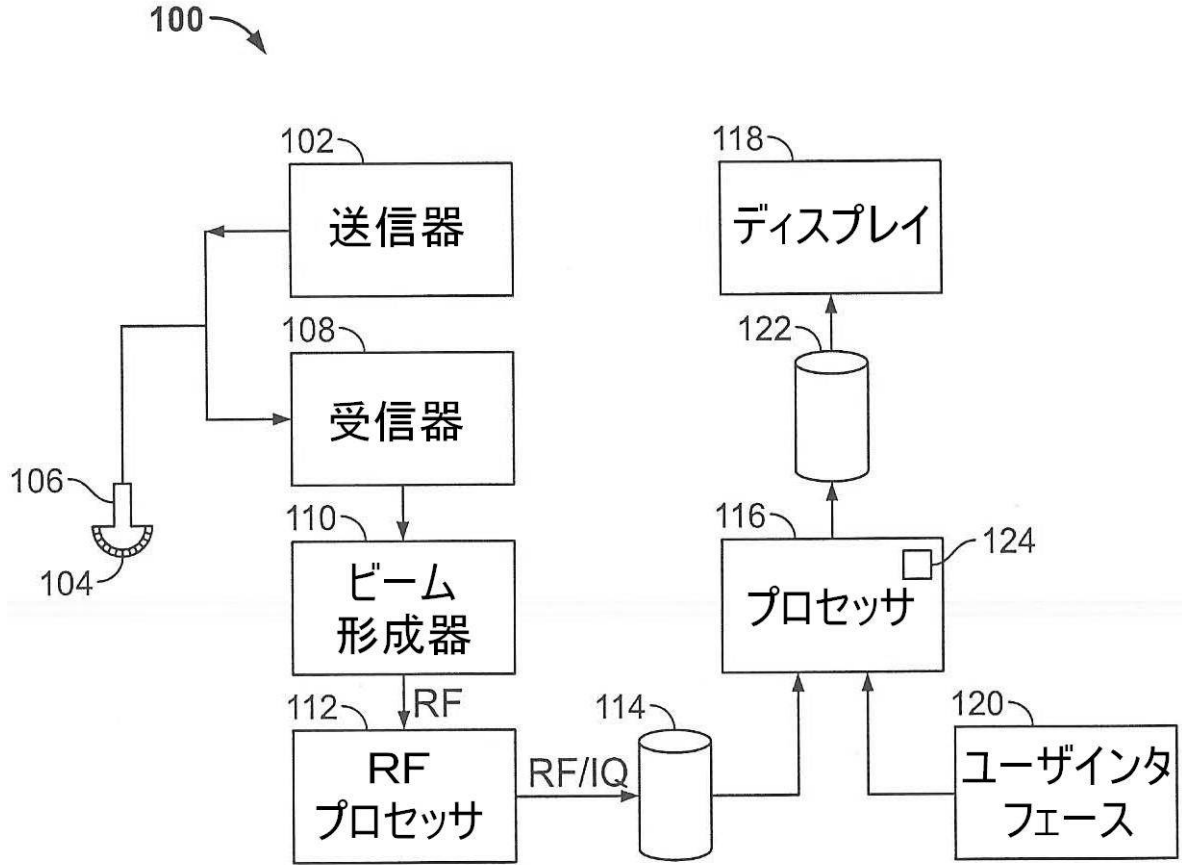 100
102
送信器
108
受信器
106
104
110
ビーム
形成器
RF
112
RF
プロセッサ
RF/IQ
114
118
ディスプレイ
122
116
124
プロセッサ
120
ユーザインタ
フェース